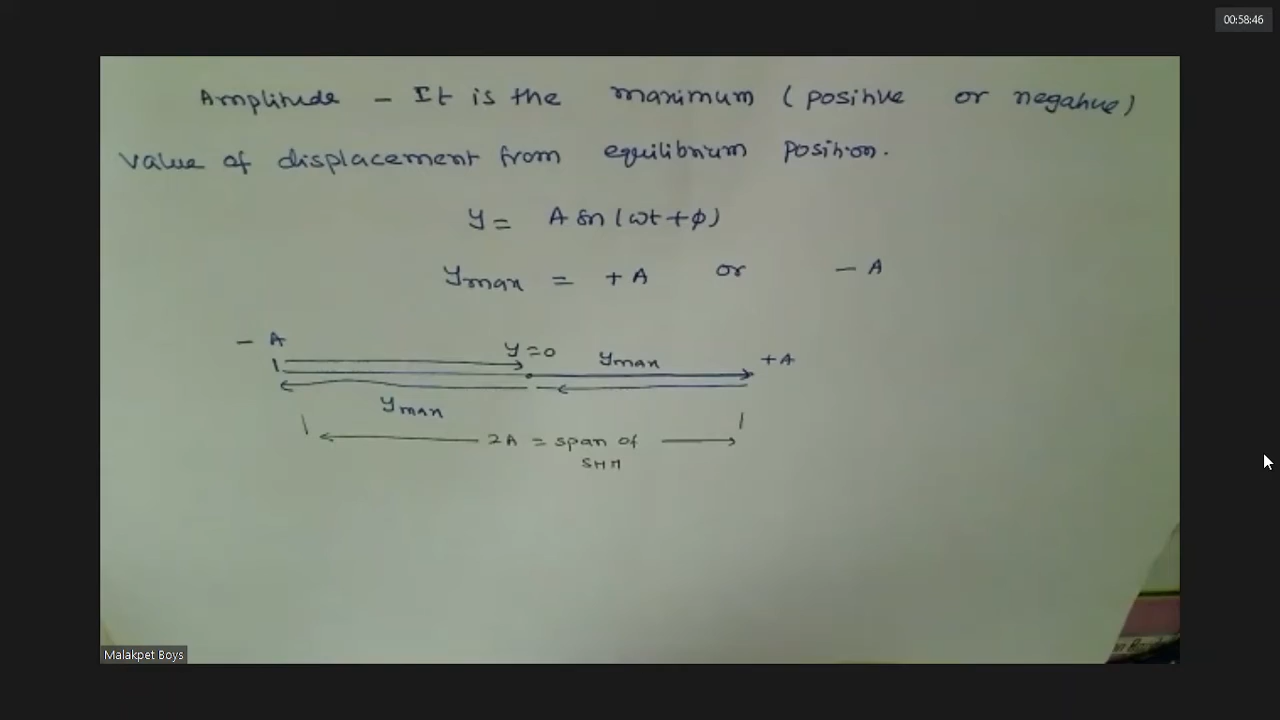 00:58:46
Amplitude - It is the maximum (positive or negative)
value of displacement from equilibrium position.
y = A sin (ωt + ϕ)
ymax = + A or - A
- A y=0 ymax +A
ymax
2A = span of
SHM
Malakpet Boys